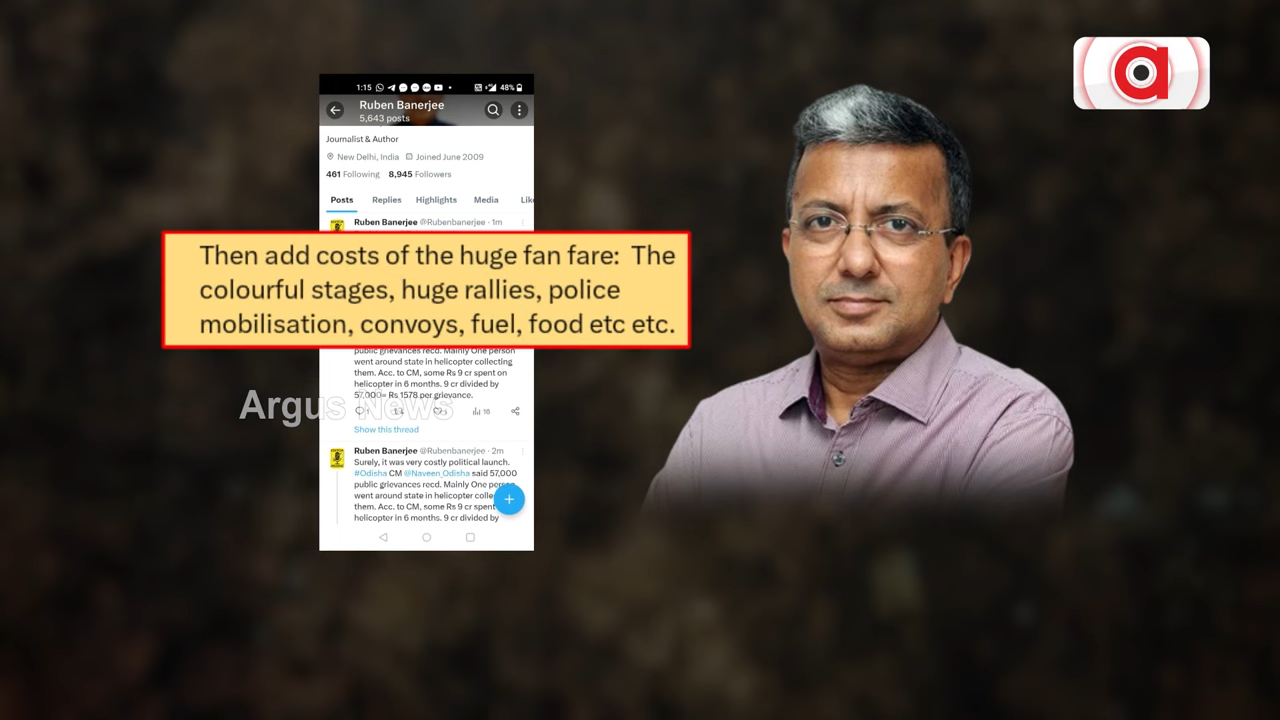 1:15
48%
Ruben Banerjee
5,643 posts
Journalist & Author
New Delhi, India Joined June 2009
461 Following 8,945 Followers
Posts Replies Highlights Media Lik
Ruben Banerjee @Rubenbanerjee · 1m
Then add costs of the huge fan fare: The
colourful stages, huge rallies, police
mobilisation, convoys, fuel, food etc etc.
public grievances recd. Mainly One person
went around state in helicopter collecting
them. Acc. to CM, some Rs 9 cr spent on
helicopter in 6 months. 9 cr divided by
57,000= Rs 1578 per grievance.
Argus News
Show this thread
Ruben Banerjee @Rubenbanerjee · 2m
Surely, it was very costly political launch.
#Odisha CM @Naveen_Odisha said 57,000
public grievances recd. Mainly One person
went around state in helicopter colle
them. Acc. to CM, some Rs 9 cr spent
helicopter in 6 months. 9 cr divided by
a